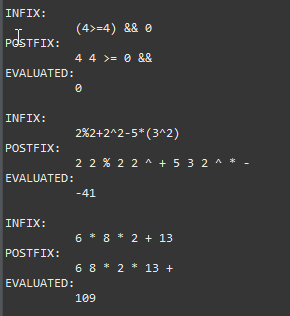 INFIX:
(4>=4) && 0
POSTFIX:
4 4 >= 0 &&
EVALUATED:
0
INFIX:
2%2+2^2-5*(3^2)
POSTFIX:
2 2 % 2 2 ^ + 5 3 2 ^ * -
EVALUATED:
-41
INFIX:
6 * 8 * 2 + 13
POSTFIX:
6 8 * 2 * 13 +
EVALUATED:
109